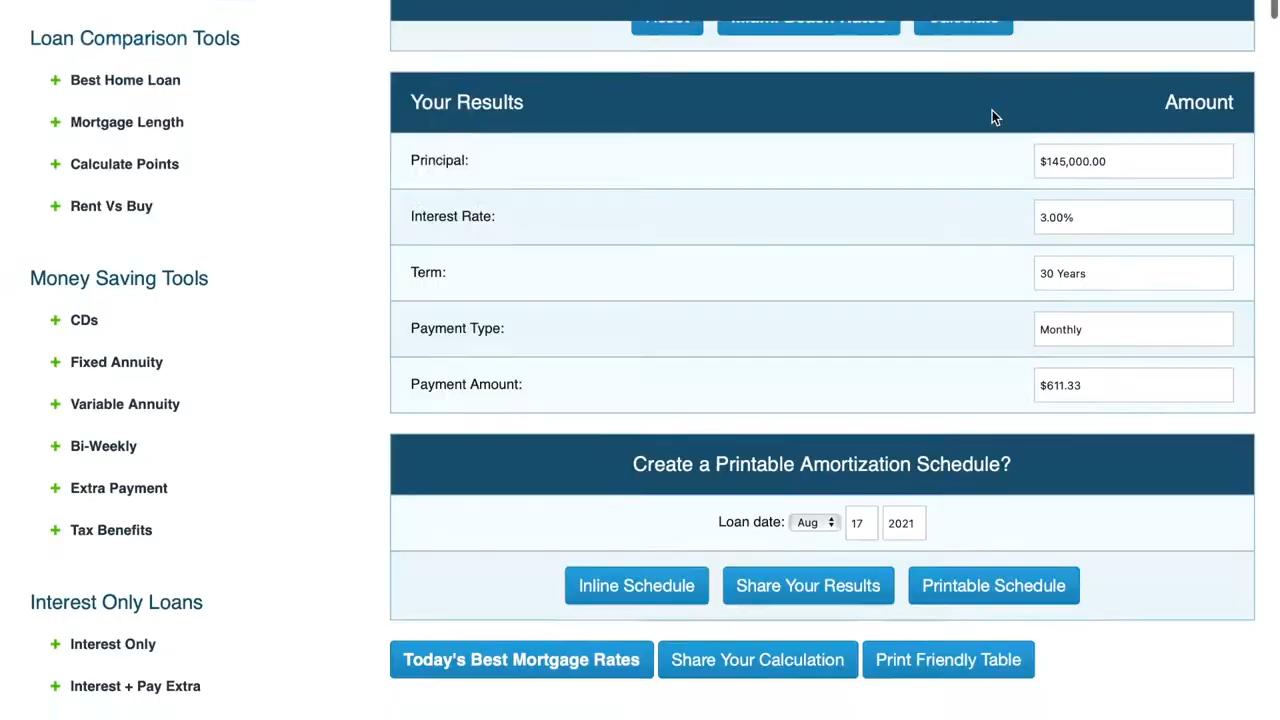 Loan Comparison Tools
Best Home Loan
Mortgage Length
Calculate Points
Rent Vs Buy
Money Saving Tools
CDs
Fixed Annuity
Variable Annuity
Bi-Weekly
Extra Payment
Tax Benefits
Interest Only Loans
Interest Only
Interest + Pay Extra
Your Results Amount
Principal: $145,000.00
Interest Rate: 3.00%
Term: 30 Years
Payment Type: Monthly
Payment Amount: $611.33
Create a Printable Amortization Schedule?
Loan date: Aug 17 2021
Inline Schedule Share Your Results Printable Schedule
Today's Best Mortgage Rates Share Your Calculation Print Friendly Table